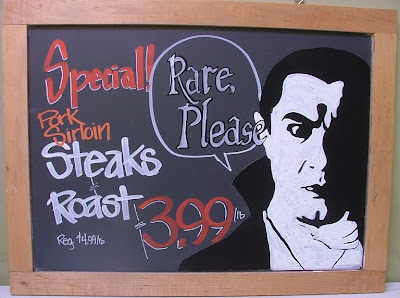 Special!
Pork
Sirloin
Steaks
+
Roast
$3.99/lb
Reg. $4.99/lb
Rare,
Please